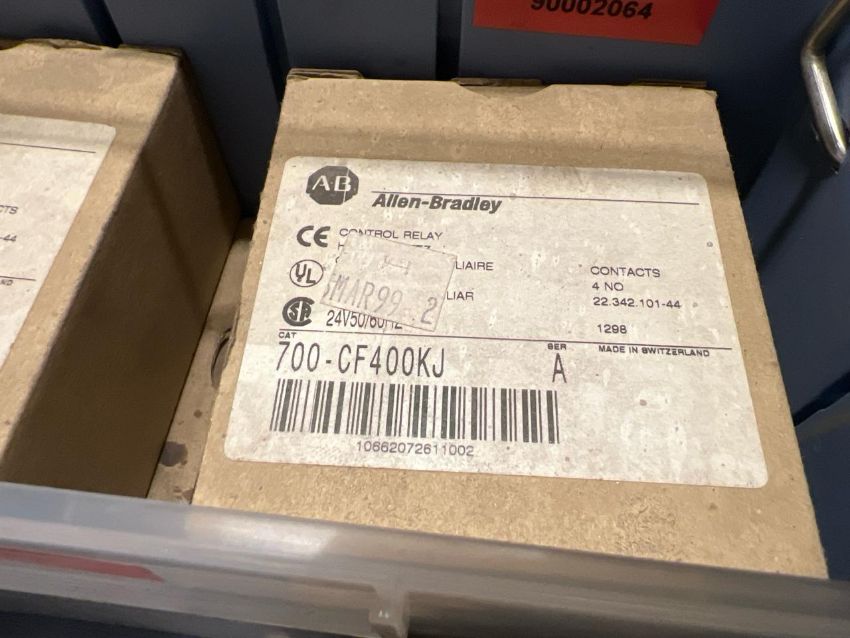 90002064
AB
Allen-Bradley
CE
CONTROL RELAY
LIAIRE
UL
MAR99 2
LIAR
24V50/60HZ
CONTACTS
4 NO
22.342.101-44
1298
CAT
SER
MADE IN SWITZERLAND
700-CF400KJ
A
10662072611002
CTS
-44
ND